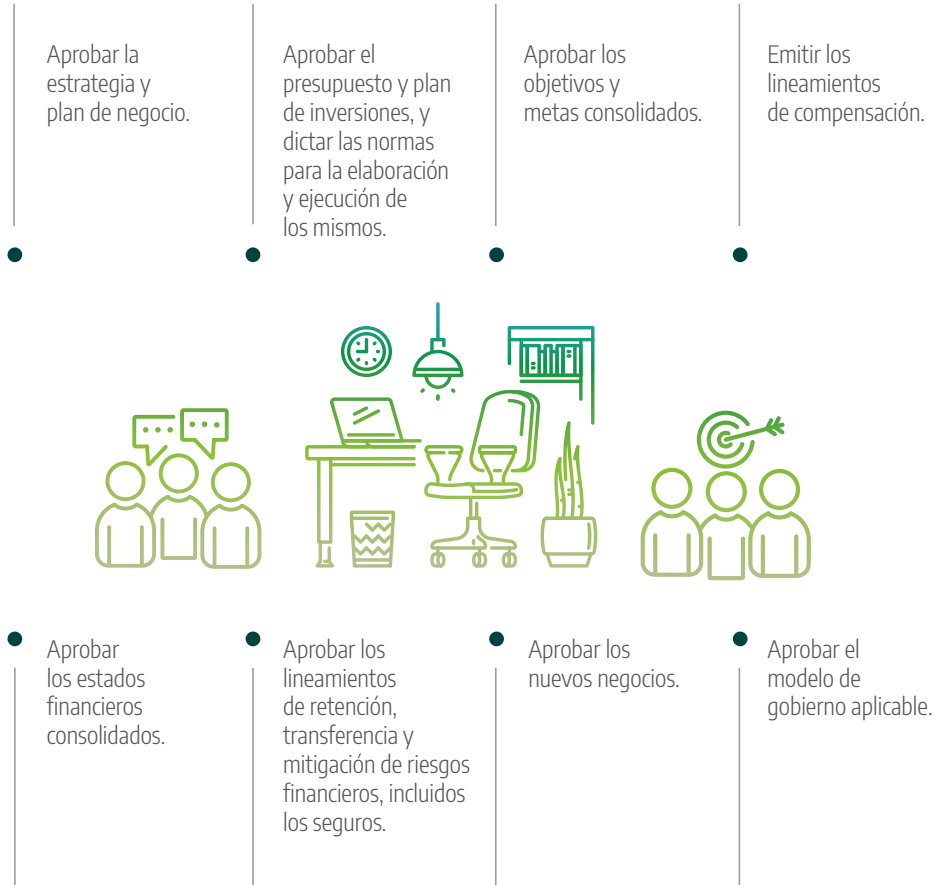 Aprobar la
estrategia y
plan de negocio.
Aprobar el
presupuesto y plan
de inversiones, y
dictar las normas
para la elaboración
y ejecución de
los mismos.
Aprobar los
objetivos y
metas consolidados.
Emitir los
lineamientos
de compensación.
Aprobar
los estados
financieros
consolidados.
Aprobar los
lineamientos
de retención,
transferencia y
mitigación de riesgos
financieros, incluidos
los seguros.
Aprobar los
nuevos negocios.
Aprobar el
modelo de
gobierno aplicable.